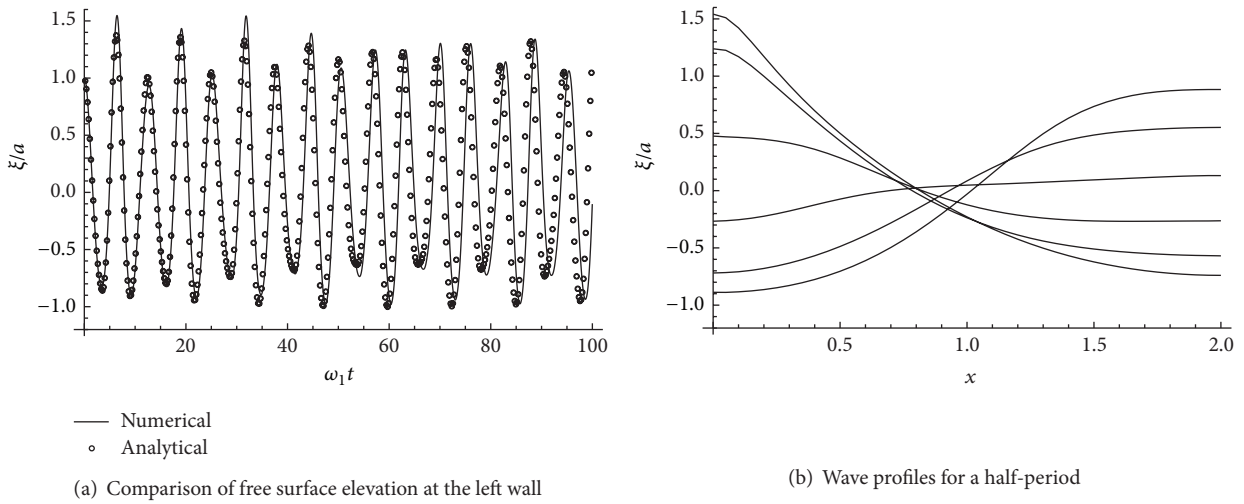 1.5
1.0
0.5
0.0
−0.5
−1.0
ξ/a
20 40 60 80 100
ω₁t
Numerical
Analytical
(a) Comparison of free surface elevation at the left wall
1.5
1.0
0.5
0.0
−0.5
−1.0
ξ/a
0.5 1.0 1.5 2.0
x
(b) Wave profiles for a half-period